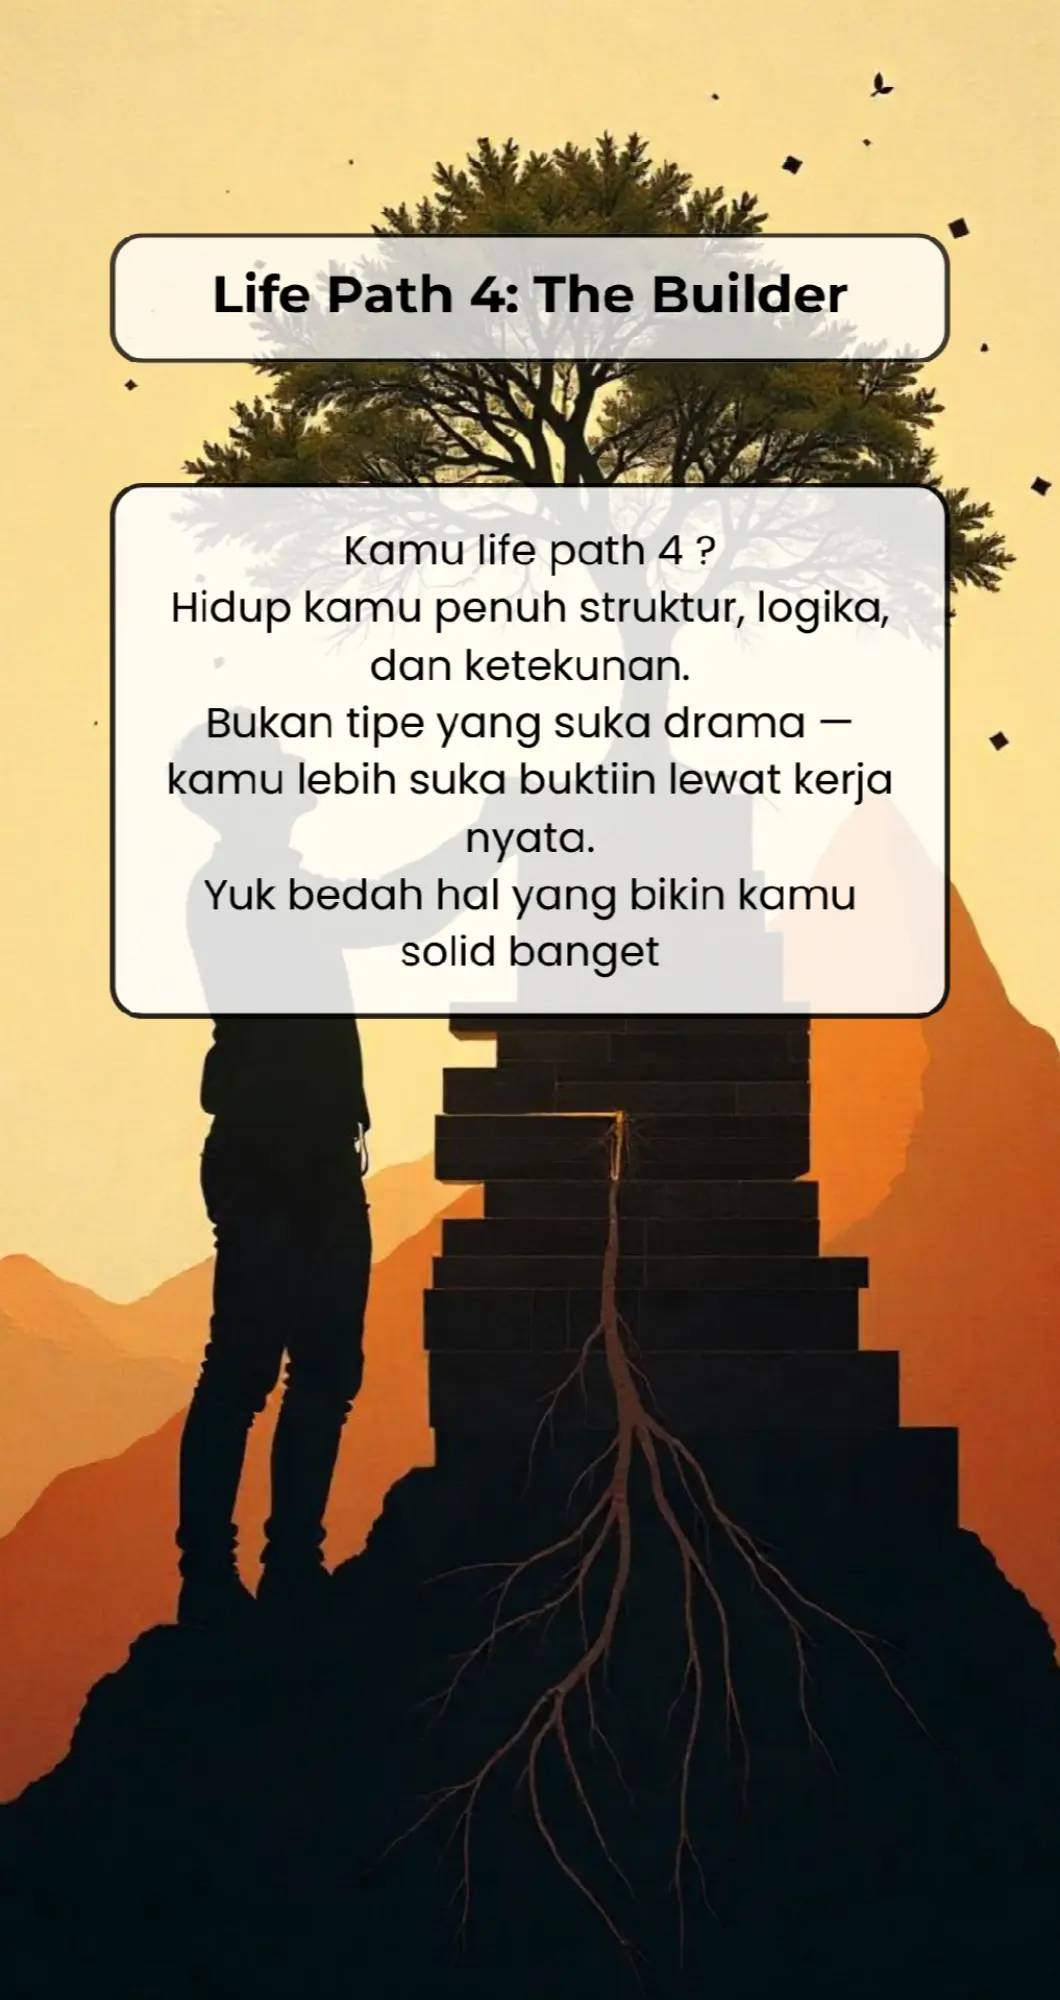 Life Path 4: The Builder
Kamu life path 4 ?
Hidup kamu penuh struktur, logika,
dan ketekunan.
Bukan tipe yang suka drama —
kamu lebih suka buktiin lewat kerja
nyata.
Yuk bedah hal yang bikin kamu
solid banget